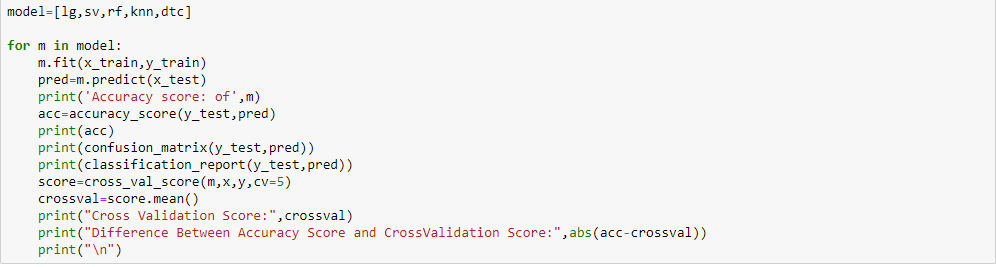 model=[lg,sv,rf,knn,dtc]
for m in model:
    m.fit(x_train,y_train)
    pred=m.predict(x_test)
    print('Accuracy score: of',m)
    acc=accuracy_score(y_test,pred)
    print(acc)
    print(confusion_matrix(y_test,pred))
    print(classification_report(y_test,pred))
    score=cross_val_score(m,x,y,cv=5)
    crossval=score.mean()
    print("Cross Validation Score:",crossval)
    print("Difference Between Accuracy Score and CrossValidation Score:",abs(acc-crossval))
    print("\n")